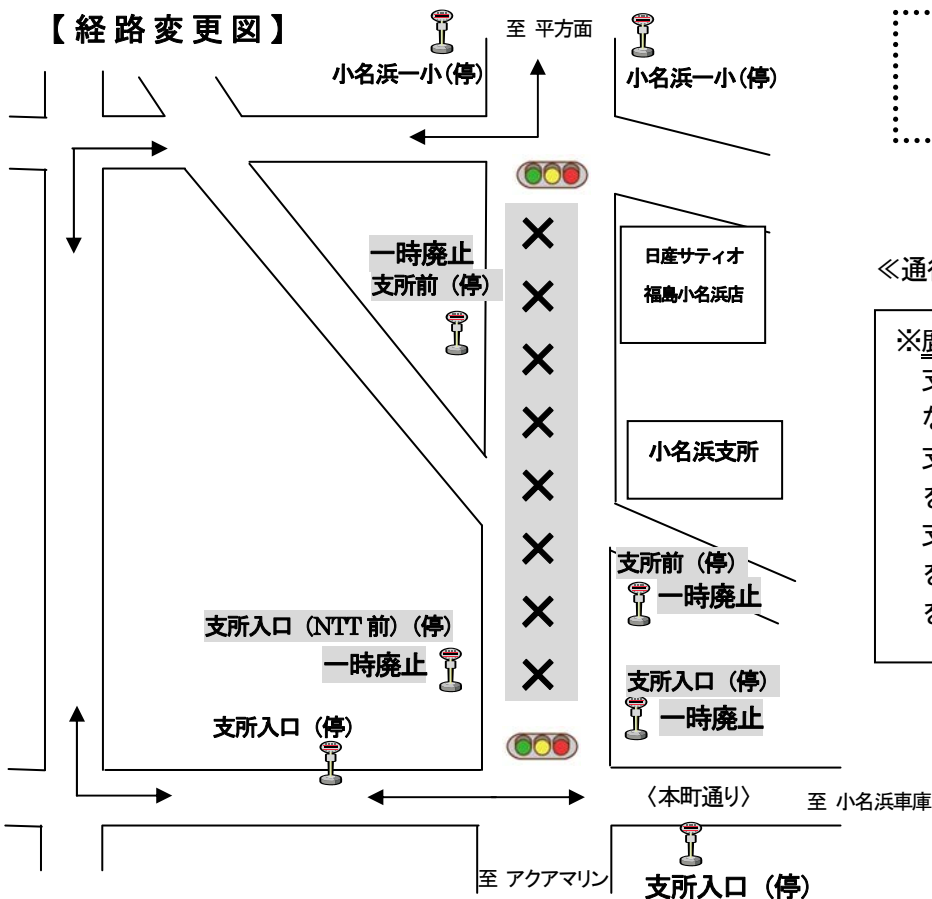 【経路変更図】
至 平方面
小名浜一小(停)
小名浜一小(停)
一時廃止
支所前（停）
日産サティオ
福島小名浜店
≪通
※
小名浜支所
支所前（停）
一時廃止
支所入口（NTT前）（停）
一時廃止
支所入口（停）
一時廃止
支所入口（停）
〈本町通り〉
至 小名浜車庫
至 アクアマリン
支所入口（停）